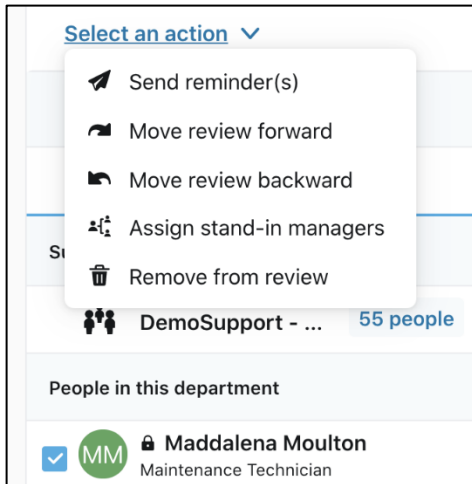 Select an action
Send reminder(s)
Move review forward
Move review backward
Assign stand-in managers
Remove from review
DemoSupport - ...
55 people
People in this department
MM
Maddalena Moulton
Maintenance Technician